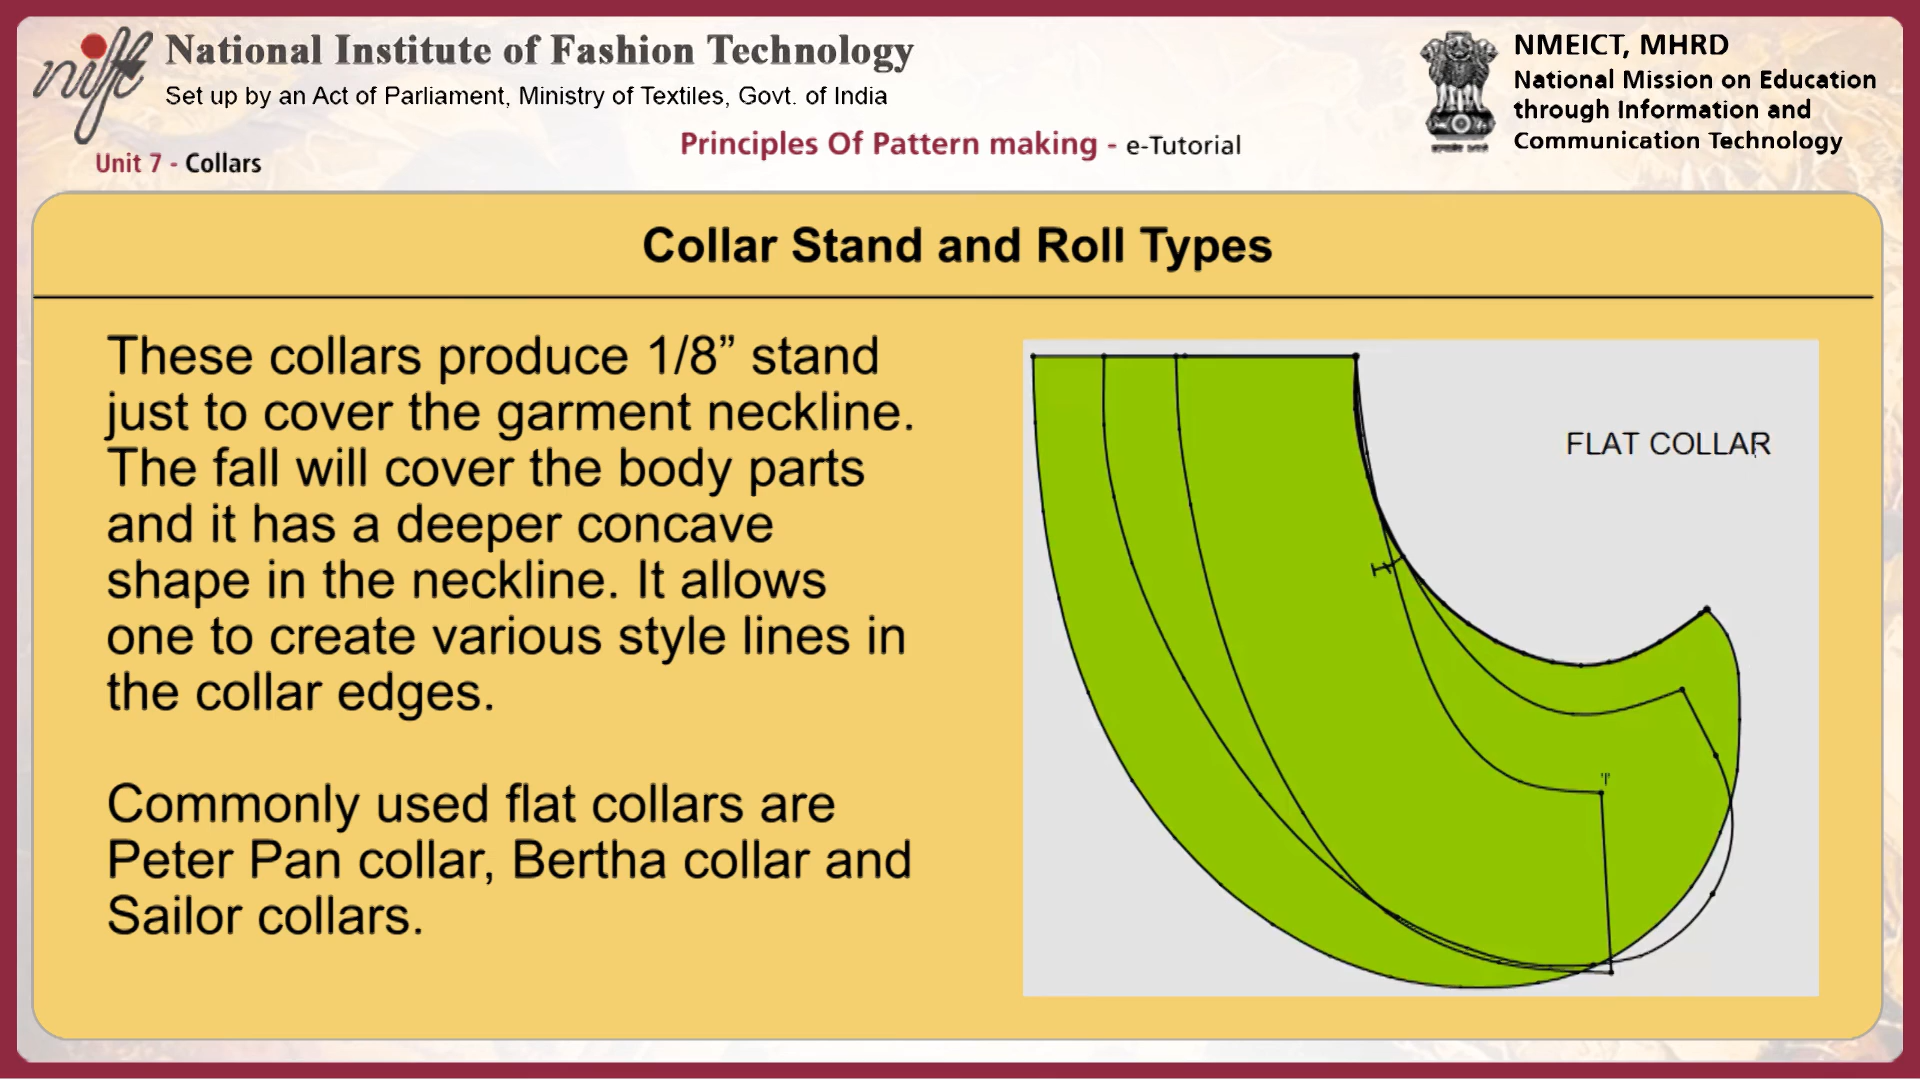 nift
National Institute of Fashion Technology
Set up by an Act of Parliament, Ministry of Textiles, Govt. of India
NMEICT, MHRD
National Mission on Education
through Information and
Communication Technology
Principles Of Pattern making - e-Tutorial
Unit 7 - Collars
Collar Stand and Roll Types
These collars produce 1/8” stand
just to cover the garment neckline.
The fall will cover the body parts
and it has a deeper concave
shape in the neckline. It allows
one to create various style lines in
the collar edges.
Commonly used flat collars are
Peter Pan collar, Bertha collar and
Sailor collars.
FLAT COLLAR